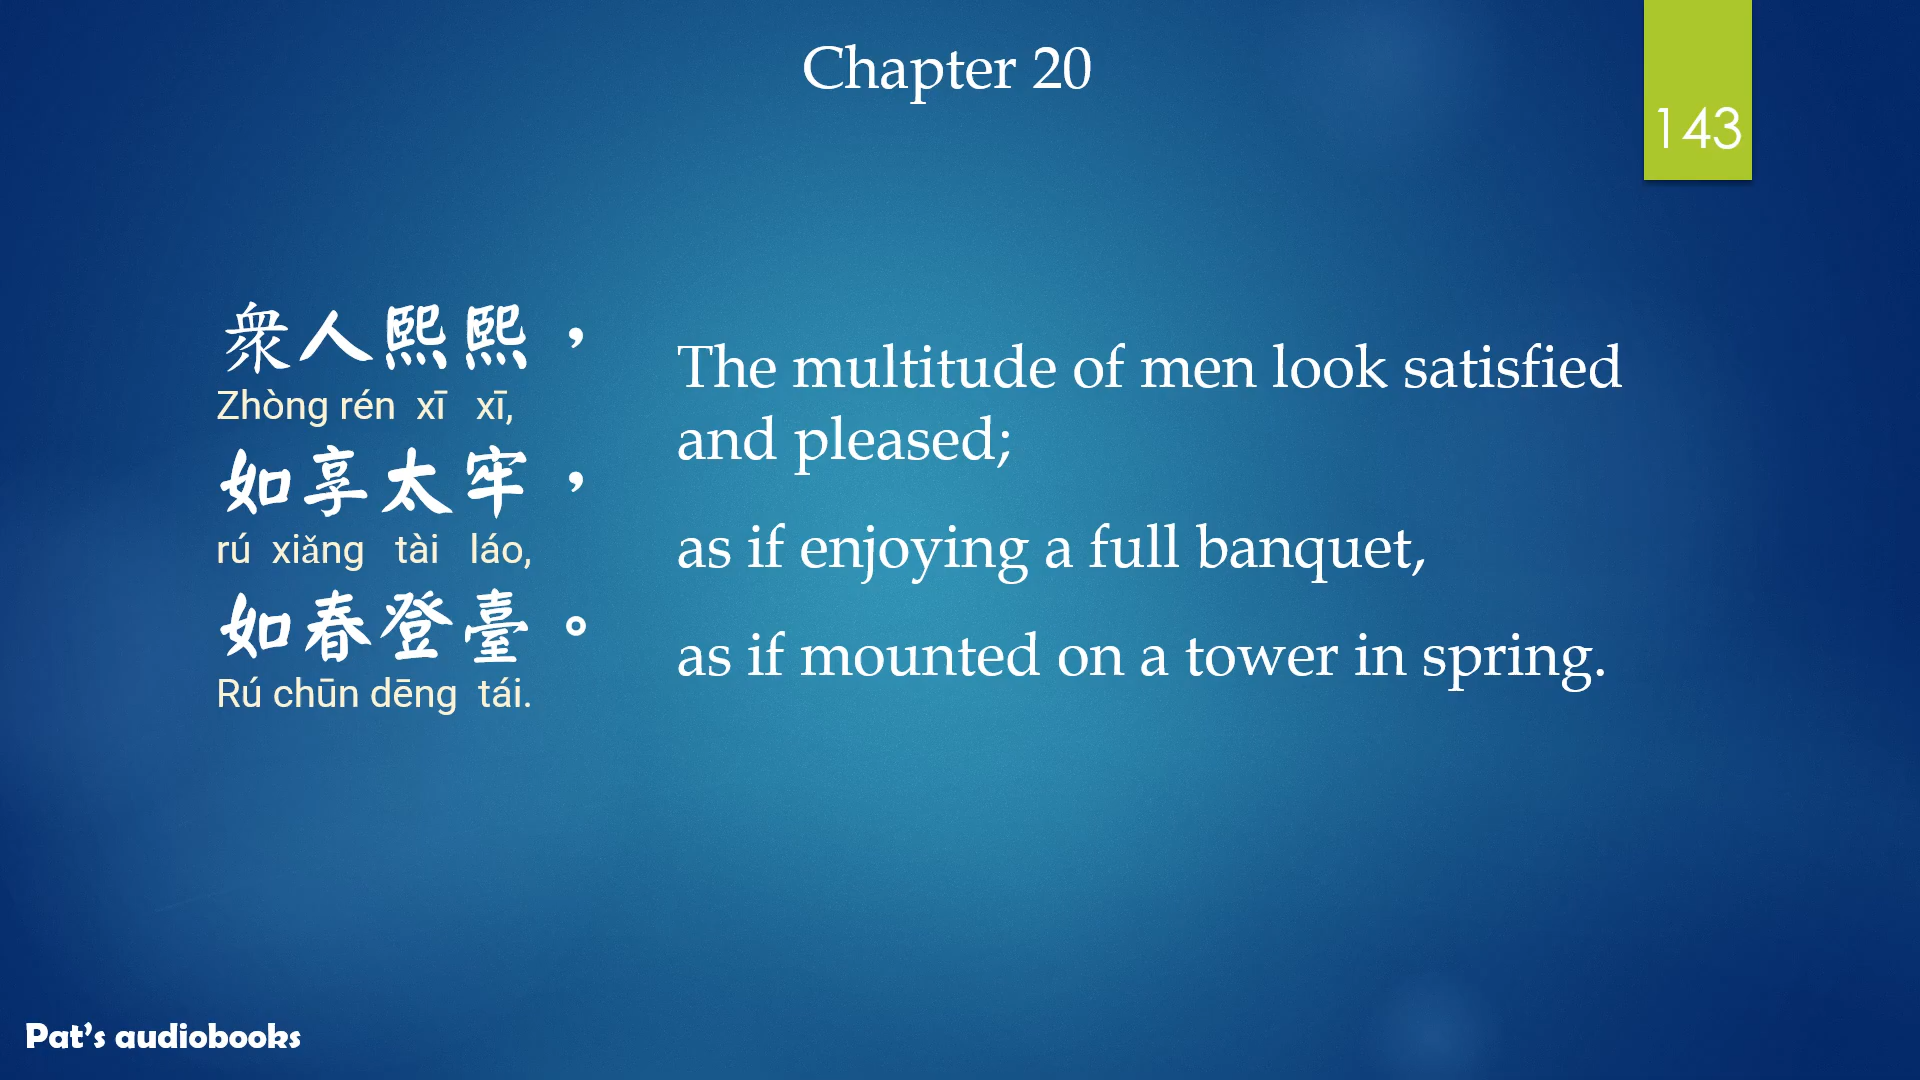 Chapter 20
143
眾人熙熙，
Zhòng rén xī xī,
如享太牢，
rú xiǎng tài láo,
如春登臺。
Rú chūn dēng tái.
The multitude of men look satisfied
and pleased;
as if enjoying a full banquet,
as if mounted on a tower in spring.
Pat's audiobooks